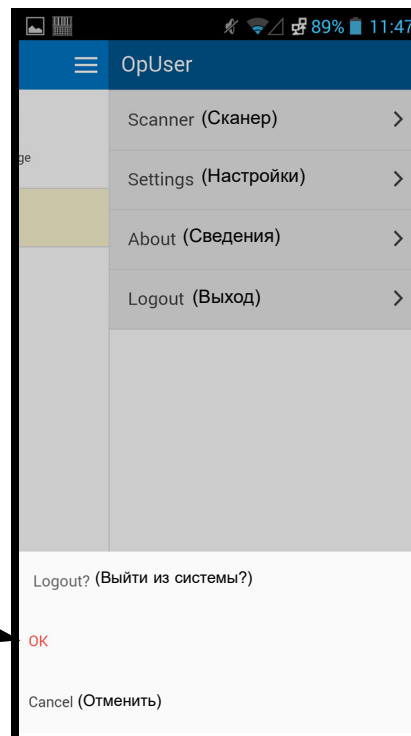 89% 11:47
OpUser
Scanner (Сканер)
ge
Settings (Настройки)
About (Сведения)
Logout (Выход)
Logout? (Выйти из системы?)
OK
Cancel (Отменить)